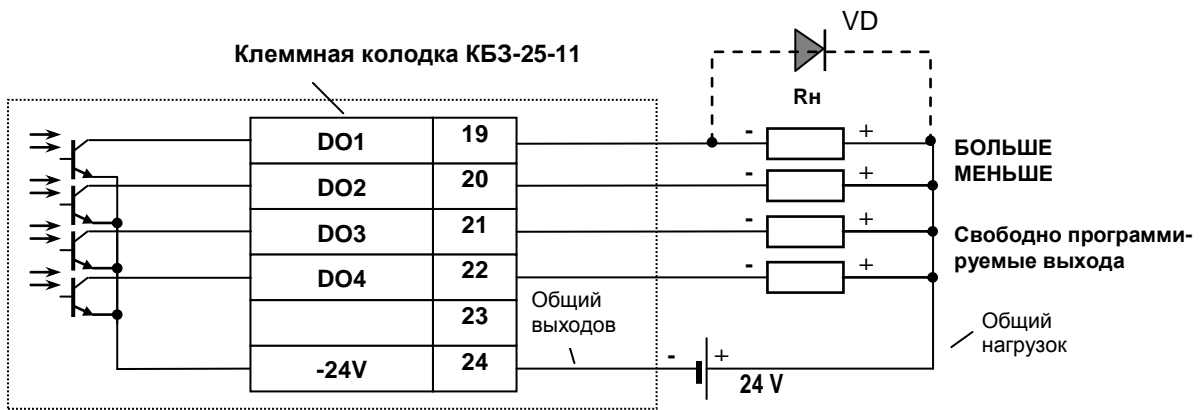 VD
Клеммная колодка КБЗ-25-11
Rн
DO1 19 - +
БОЛЬШЕ
DO2 20 - +
МЕНЬШЕ
DO3 21 - +
Свободно программи-
руемые выхода
DO4 22 - +
Общий
выходов
23
Общий
нагрузок
-24V 24 - +
24 V